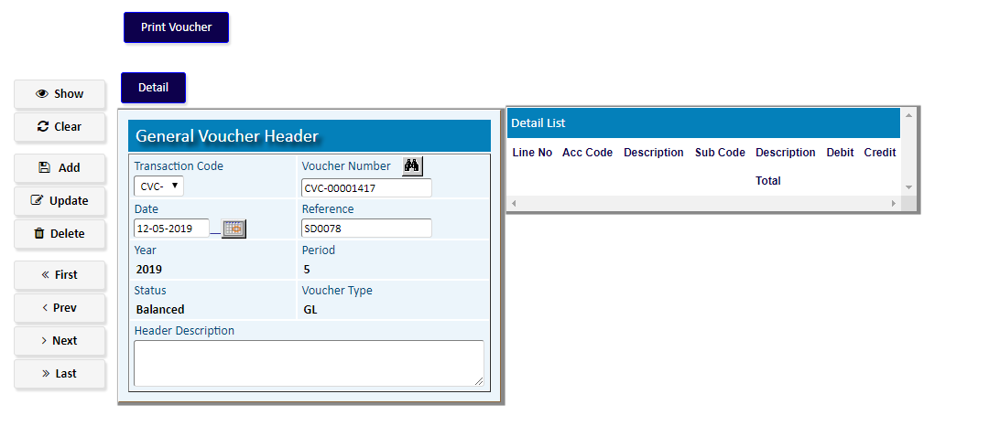 Print Voucher
Detail
Show
Clear
Add
Update
Delete
First
Prev
Next
Last
General Voucher Header
Transaction Code
Voucher Number
CVC-
CVC-00001417
Date
Reference
12-05-2019
SD0078
Year
Period
2019
5
Status
Voucher Type
Balanced
GL
Header Description
Detail List
Line No Acc Code Description Sub Code Description Debit Credit
Total